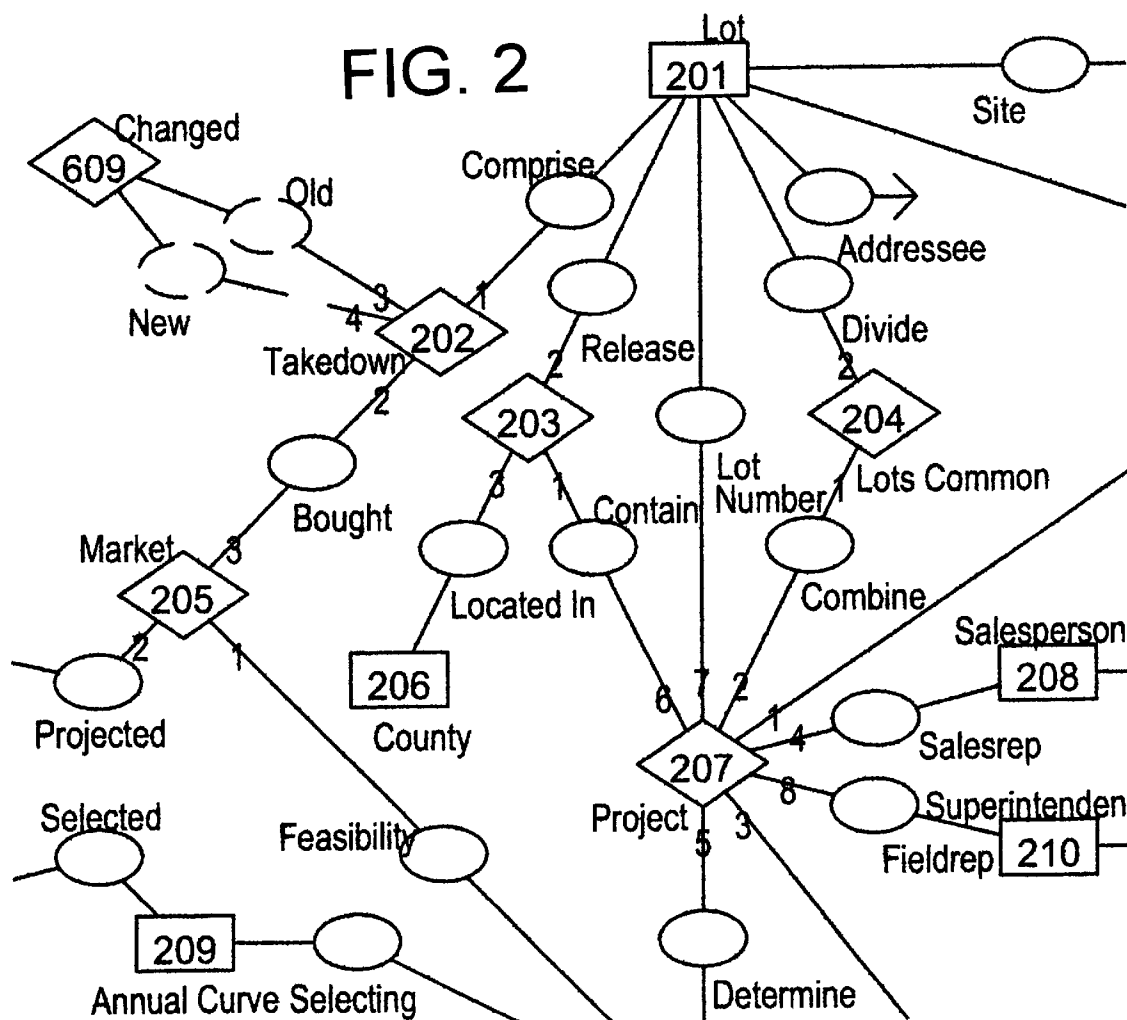 FIG. 2
Lot
201
Site
Changed
609
Old
New
Comprise
Addressee
3
4
1
202
Takedown
Release
Divide
2
2
2
203
204
Lot
Number
Lots Common
3
1
1
Bought
Contain
Market
3
205
Located In
Combine
2
1
206
County
Projected
Salesperson
208
6
7
2
1
4
Salesrep
207
Project
8
5
3
Superintenden
Fieldrep
210
Selected
Feasibility
209
Annual Curve Selecting
Determine